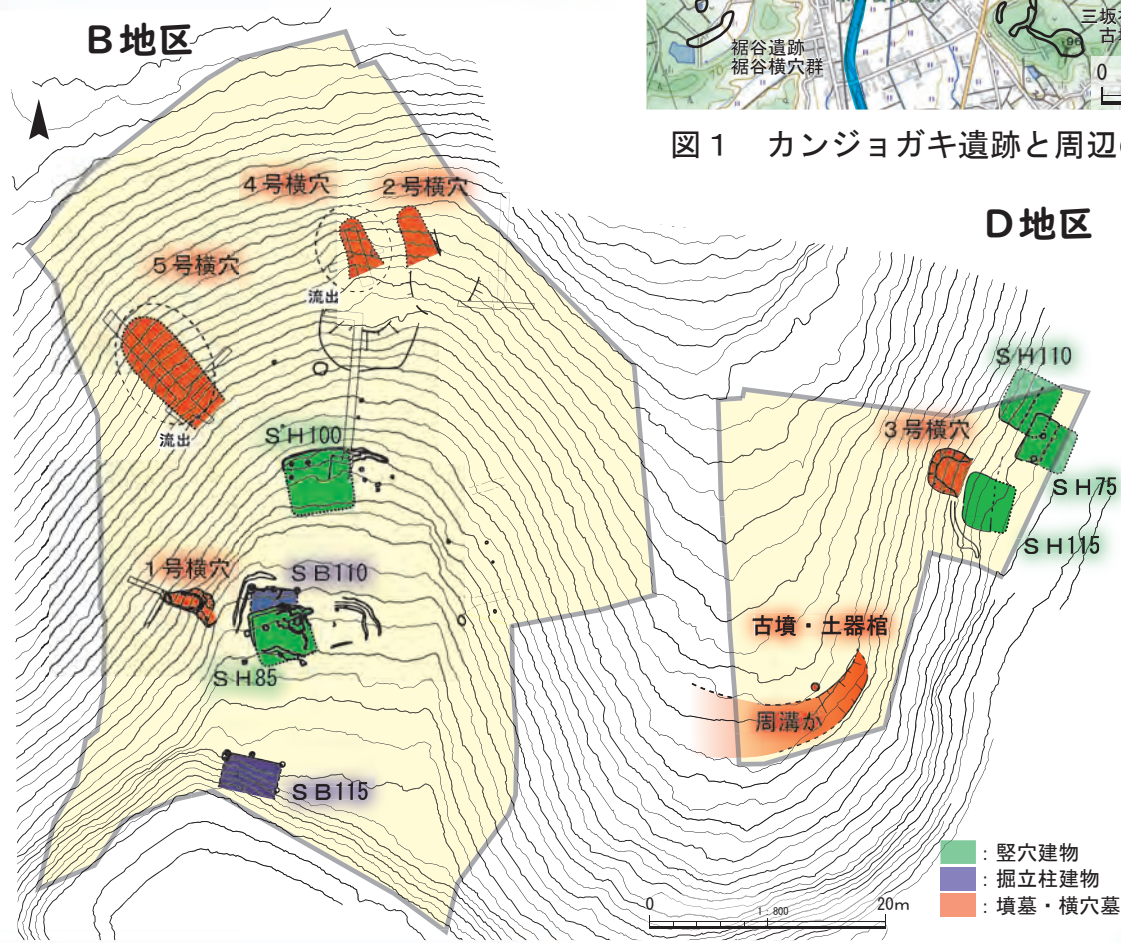 B地区
裾谷遺跡
裾谷横穴群
三坂
96
0
図1 カンジョガキ遺跡と周辺
D地区
4号横穴
2号横穴
5号横穴
流出
流出
SH100
1号横穴
SB110
SH85
SB115
SH110
3号横穴
SH75
SH115
古墳・土器棺
周溝か
:竪穴建物
:掘立柱建物
:墳墓・横穴墓
0
1:800
20m